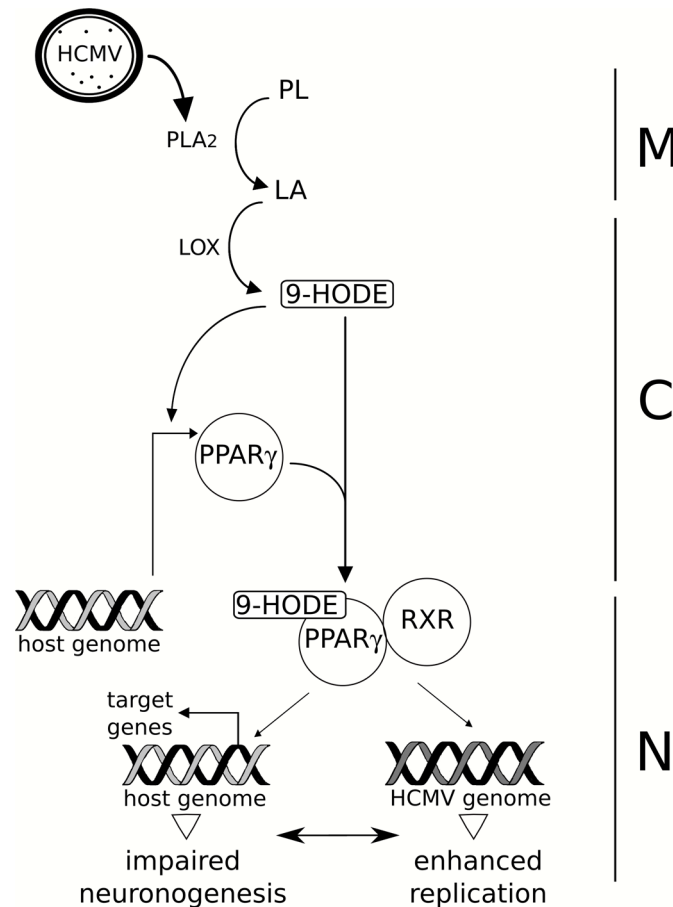 HCMV
PL
PLA2
LA
LOX
9-HODE
PPARγ
host genome
9-HODE
PPARγ
RXR
target
genes
host genome
HCMV genome
impaired
neuronogenesis
enhanced
replication
M
C
N